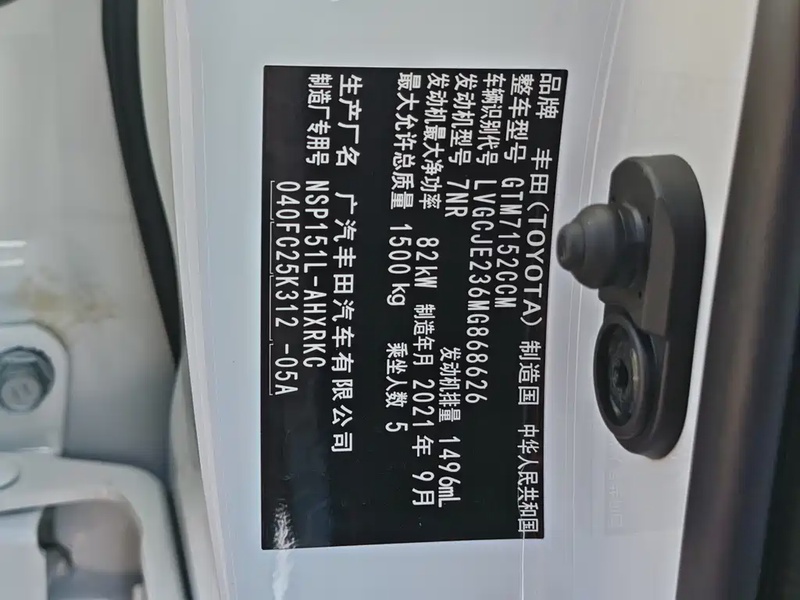 品牌 丰田(TOYOTA) 制造国 中华人民共和国
整车型号 GTM7152CCM
车辆识别代号 LVGCJE236MG868626
发动机型号 7NR 发动机排量 1496mL
发动机最大净功率 82kW 制造年月 2021年 9月
最大允许总质量 1500kg 乘坐人数 5
生产厂名 广汽丰田汽车有限公司
制造厂专用号 NSP151L-AHXRKC
040FC25K312 -05A